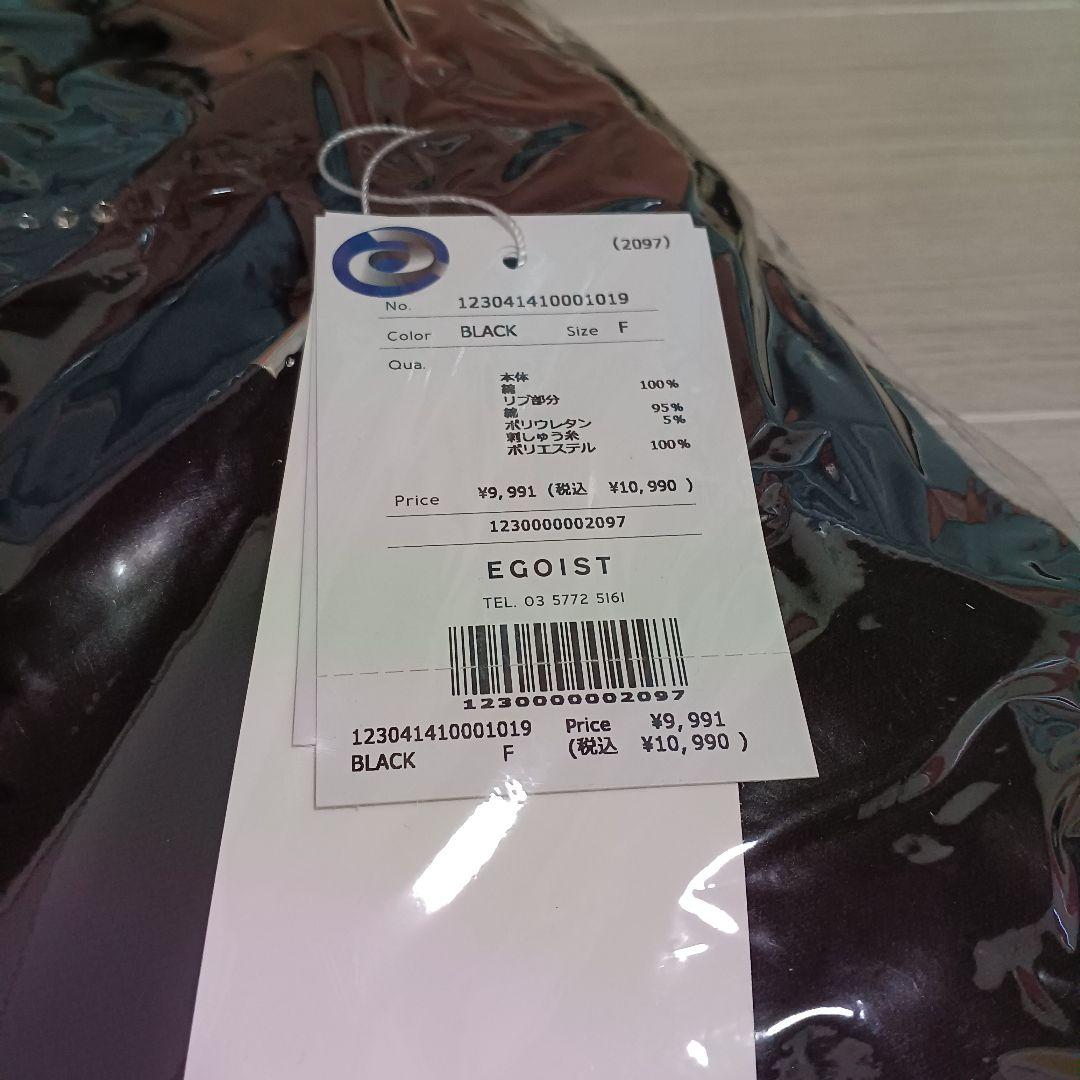 (2097)
No. 123041410001019
Color BLACK Size F
Qua.
本体
綿 100%
リブ部分
綿 95%
ポリウレタン 5%
刺しゅう糸
ポリエステル 100%
Price ¥9,991 (税込 ¥10,990 )
1230000002097
EGOIST
TEL. 03 5772 5161
1230000002097
123041410001019 Price ¥9,991
BLACK F (税込 ¥10,990 )